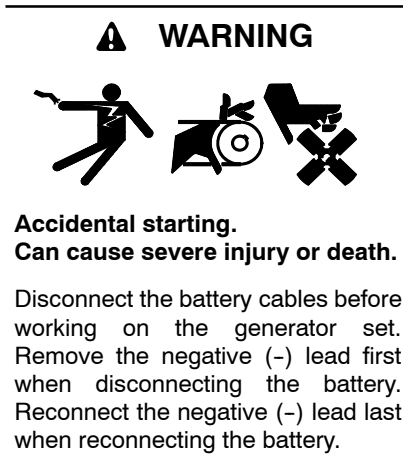 WARNING
Accidental starting.
Can cause severe injury or death.
Disconnect the battery cables before
working on the generator set.
Remove the negative (–) lead first
when disconnecting the battery.
Reconnect the negative (–) lead last
when reconnecting the battery.